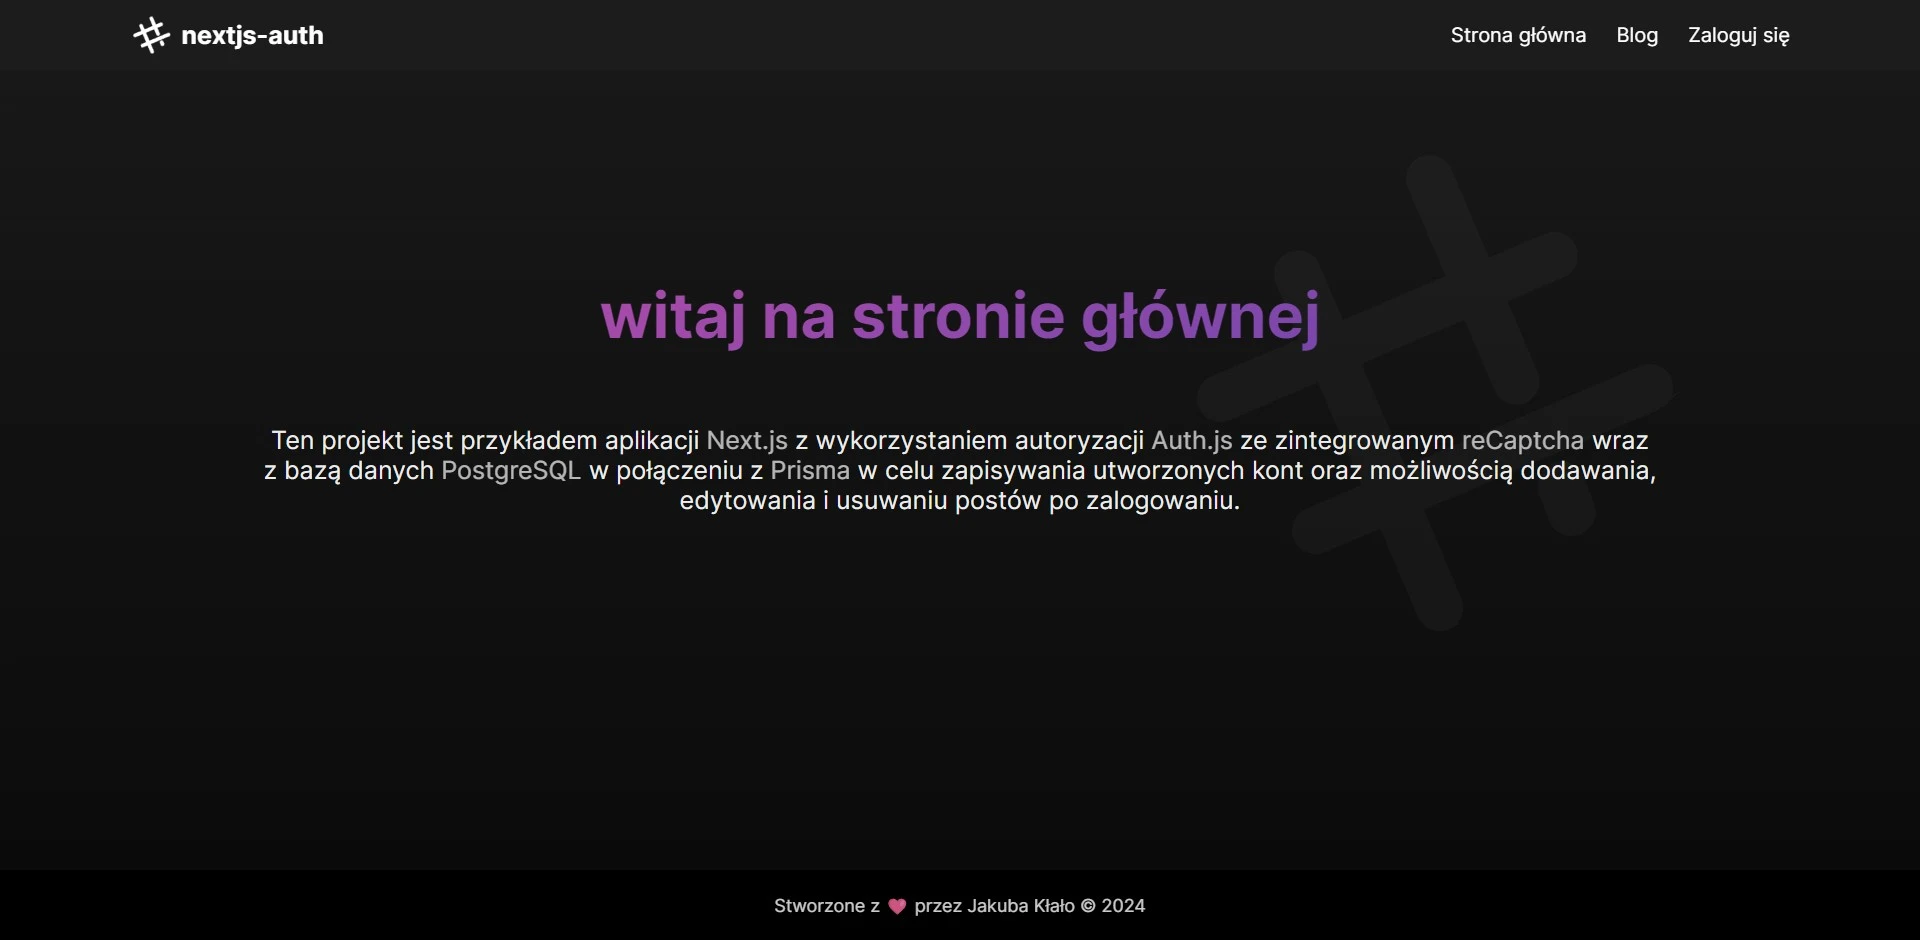 nextjs-auth
Strona główna Blog Zaloguj się
witaj na stronie głównej
Ten projekt jest przykładem aplikacji Next.js z wykorzystaniem autoryzacji Auth.js ze zintegrowanym reCaptcha wraz
z bazą danych PostgreSQL w połączeniu z Prisma w celu zapisywania utworzonych kont oraz możliwością dodawania,
edytowania i usuwaniu postów po zalogowaniu.
Stworzone z 💗 przez Jakuba Kłało © 2024